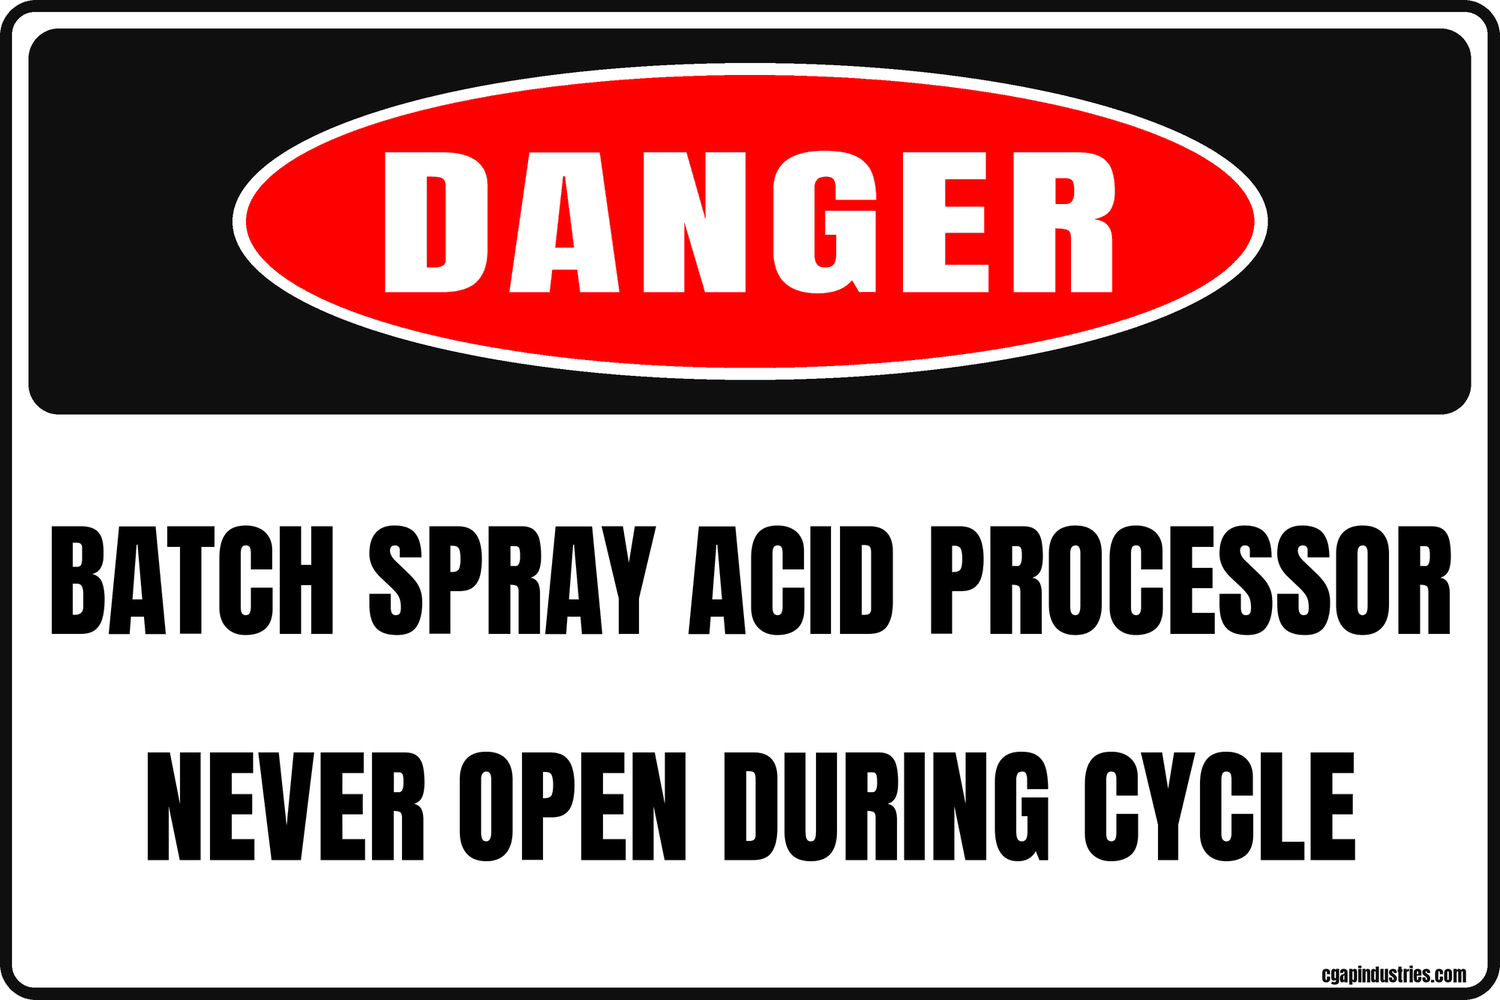 DANGER
BATCH SPRAY ACID PROCESSOR
NEVER OPEN DURING CYCLE
cgapindustries.com